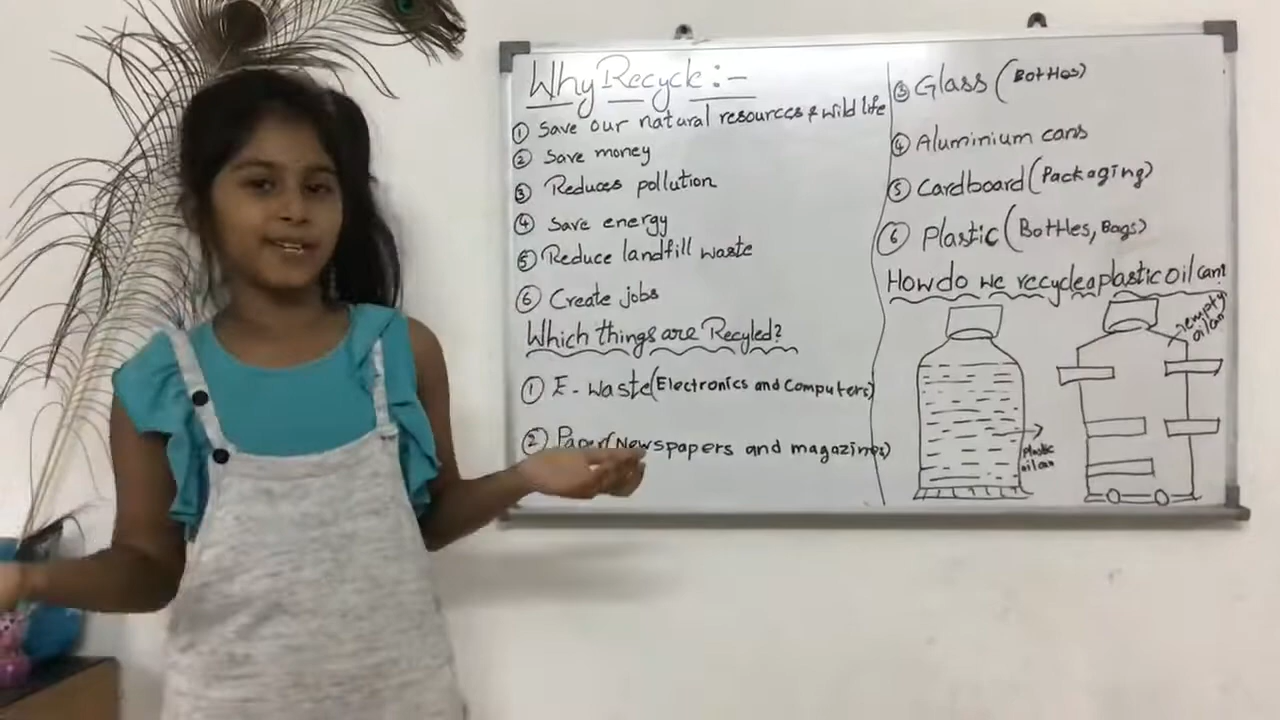 Why Recycle :-
① Save our natural resources & wild life
② Save money
③ Reduces pollution
④ Save energy
⑤ Reduce landfill waste
⑥ Create jobs
Which things are Recyled?
① E-waste (Electronics and Computers)
② Paper (Newspapers and magazines)
③ Glass (Bottles)
④ Aluminium cans
⑤ Cardboard (Packaging)
⑥ Plastic (Bottles, Bags)
How do we recycle a plastic oil can?
Plastic
oil can
empty
oil can